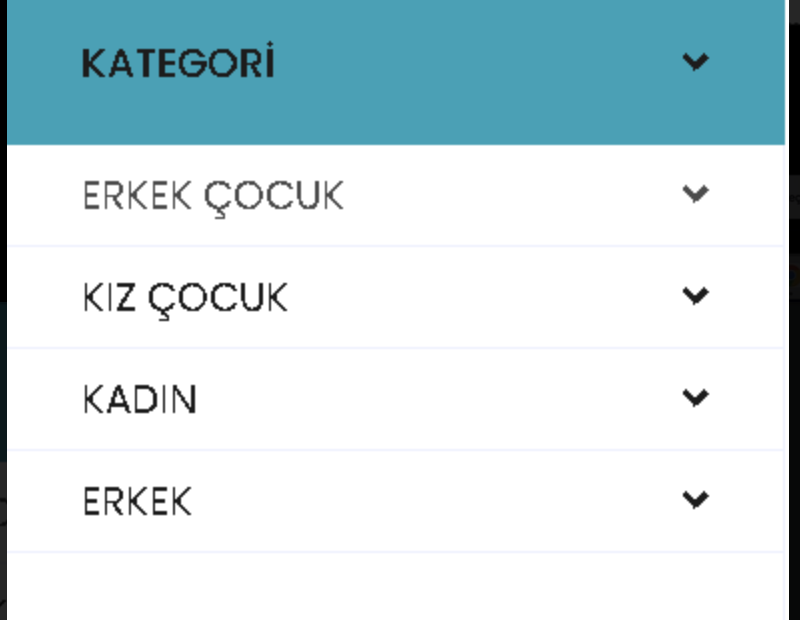 KATEGORİ
ERKEK ÇOCUK
KIZ ÇOCUK
KADIN
ERKEK